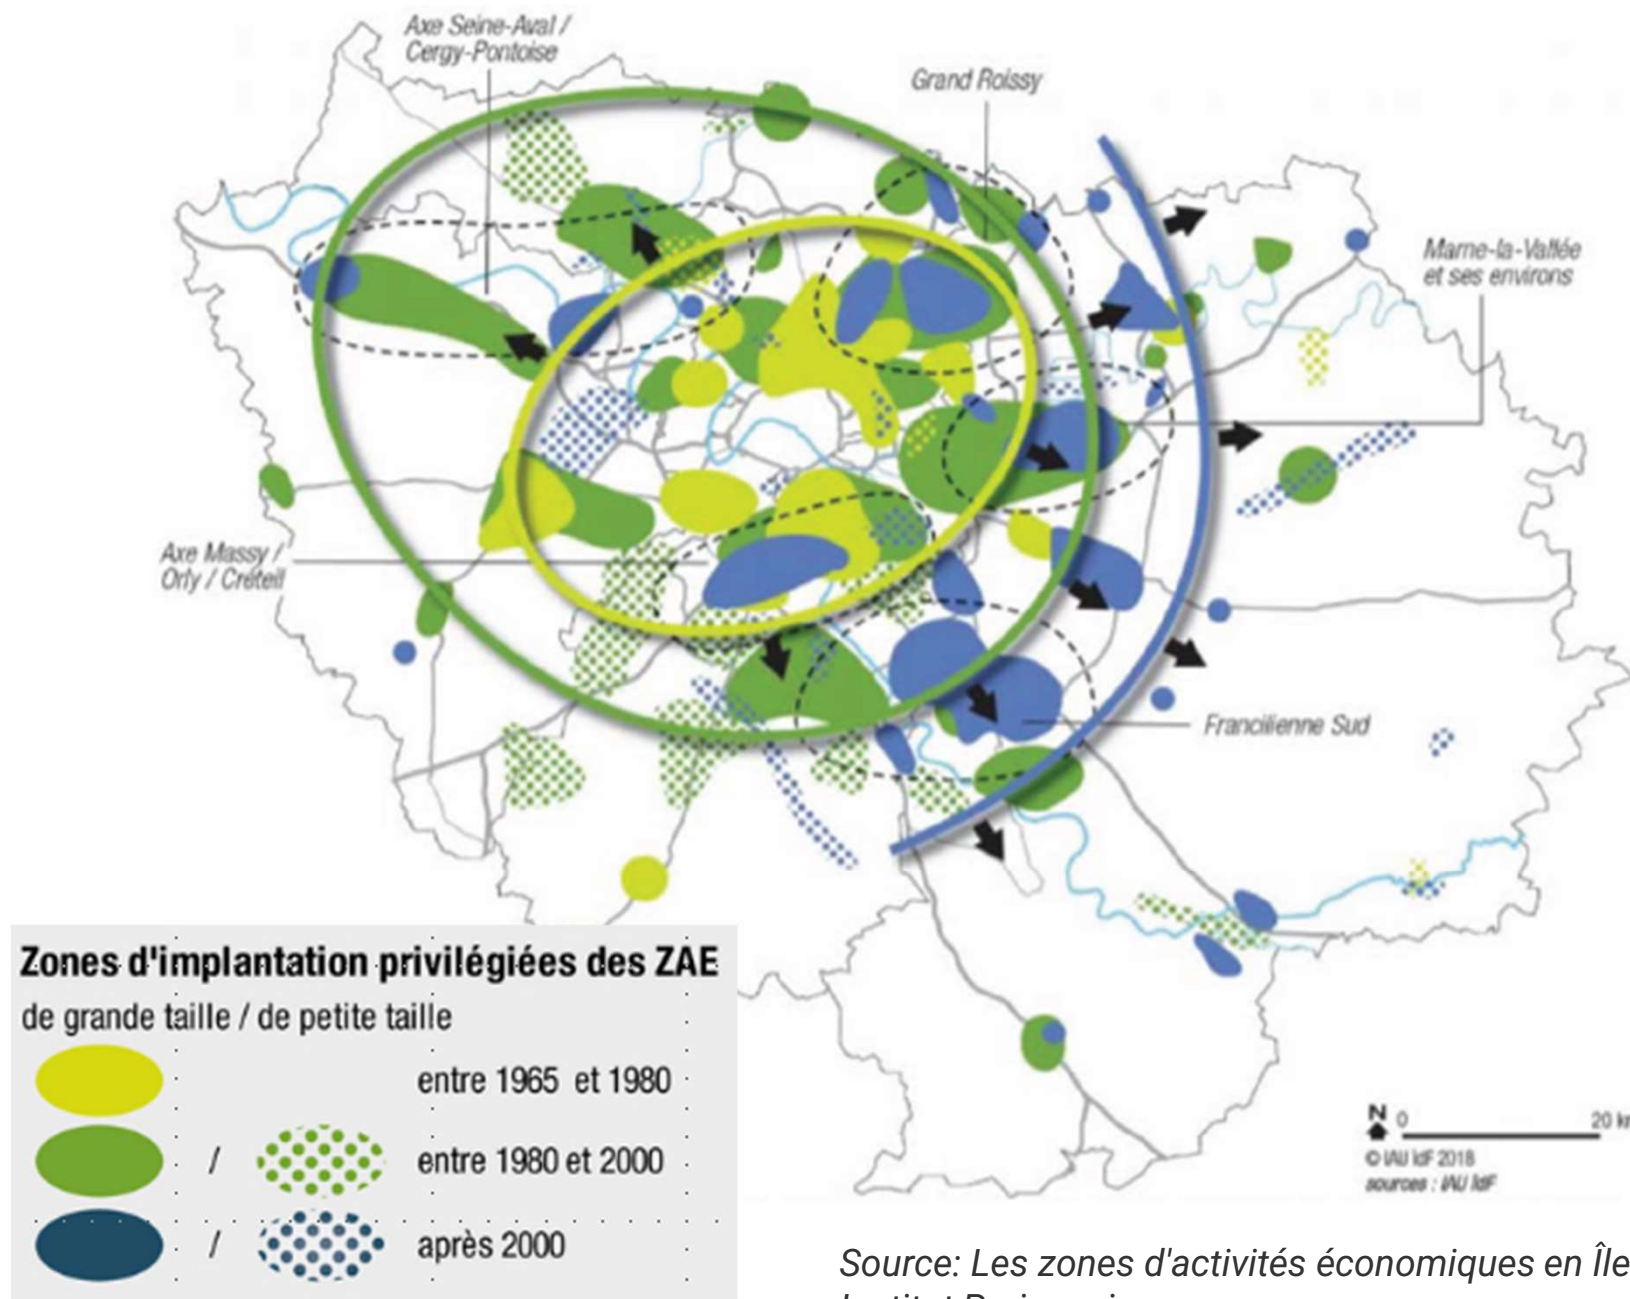 Axe Seine-Aval /
Cergy-Pontoise
Grand Roissy
Marne-la-Vallée
et ses environs
Axe Massy /
Orly / Créteil
Francilienne Sud
Zones d'implantation privilégiées des ZAE
de grande taille / de petite taille
entre 1965 et 1980
/ entre 1980 et 2000
/ après 2000
N 0 20 km
© IAU îdF 2018
sources : IAU îdF
Source: Les zones d'activités économiques en Île